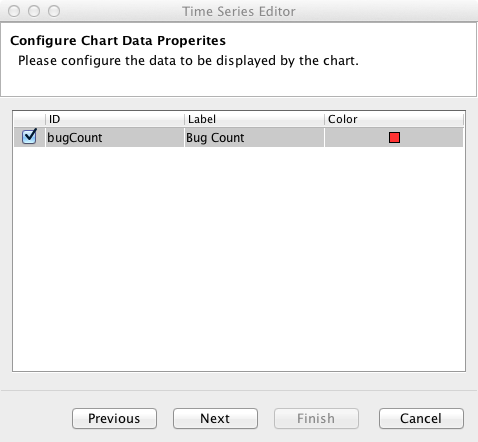 Time Series Editor
Configure Chart Data Properites
Please configure the data to be displayed by the chart.
ID Label Color
bugCount Bug Count
Previous Next Finish Cancel